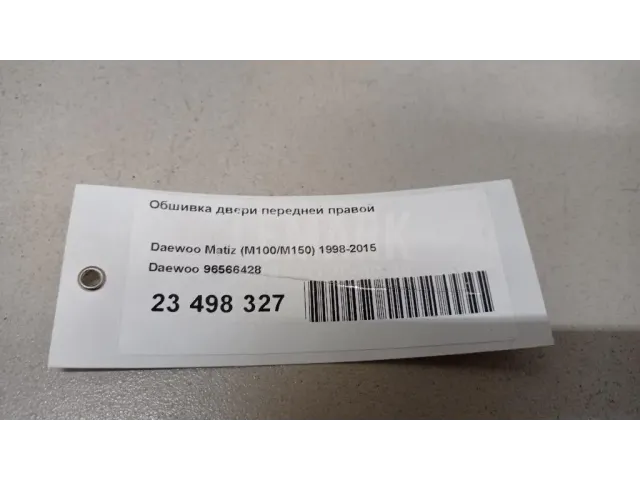 Обшивка двери передней правой
Daewoo Matiz (M100/M150) 1998-2015
Daewoo 96566428
23 498 327